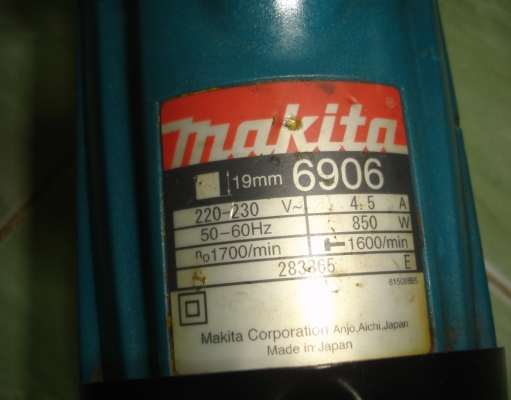 makita®
19mm 6906
220-230 V~ 4.5 A
50-60Hz 850 W
n₀1700/min 1600/min
283365 E
Makita Corporation Anjo,Aichi,Japan
Made in Japan